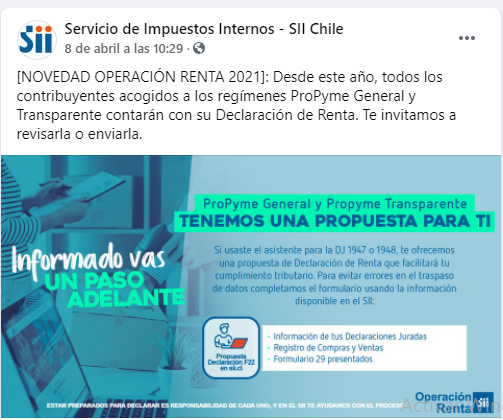 Servicio de Impuestos Internos - SII Chile
8 de abril a las 10:29 ·
[NOVEDAD OPERACIÓN RENTA 2021]: Desde este año, todos los
contribuyentes acogidos a los regímenes ProPyme General y
Transparente contarán con su Declaración de Renta. Te invitamos a
revisarla o enviarla.
ProPyme General y Propyme Transparente
TENEMOS UNA PROPUESTA PARA TI
Informado vas
UN PASO
ADELANTE
Si usaste el asistente para la DJ 1947 o 1948, te ofrecemos
una propuesta de Declaración de Renta que facilitará tu
cumplimiento tributario. Para evitar errores en el traspaso
de datos completamos el formulario usando la información
disponible en el SII:
Propuesta
Declaración F22
en sii.cl
· Información de tus Declaraciones Juradas
· Registro de Compras y Ventas
· Formulario 29 presentados
ESTAR PREPARADOS PARA DECLARAR ES RESPONSABILIDAD DE CADA UNO, Y EN EL SII TE AYUDAMOS CON EL PROCESO
Operación
Renta
sii